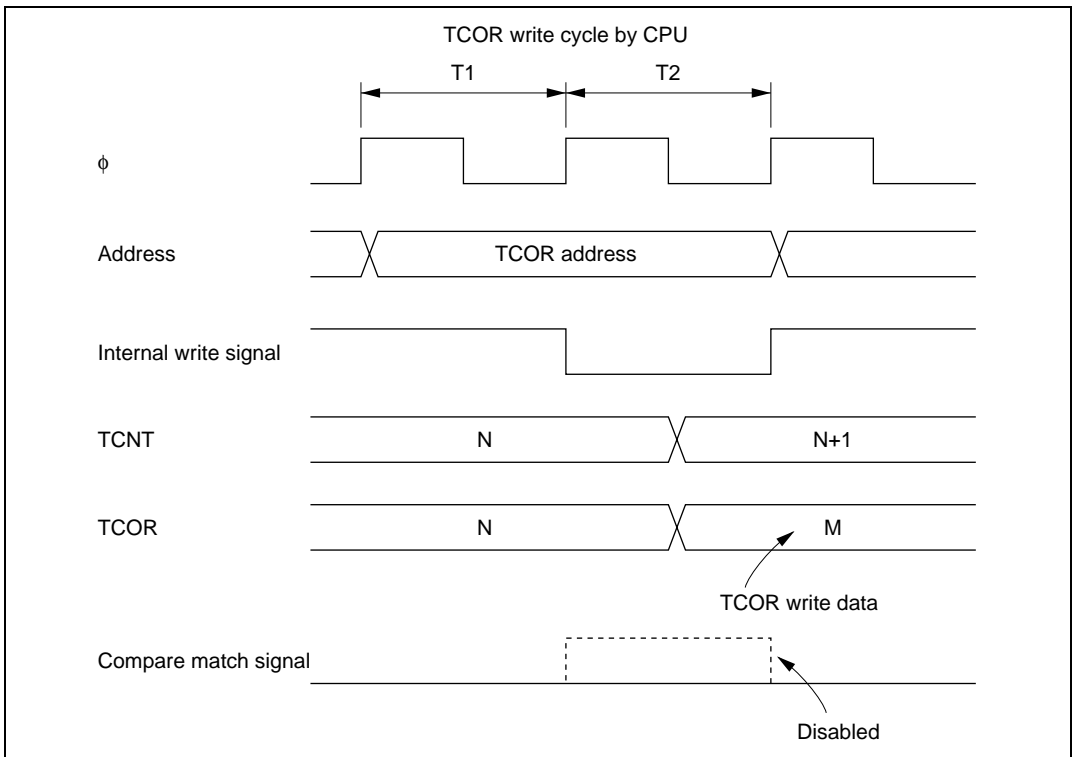 TCOR write cycle by CPU
T1 T2
ϕ
Address TCOR address
Internal write signal
TCNT N N+1
TCOR N M
TCOR write data
Compare match signal
Disabled